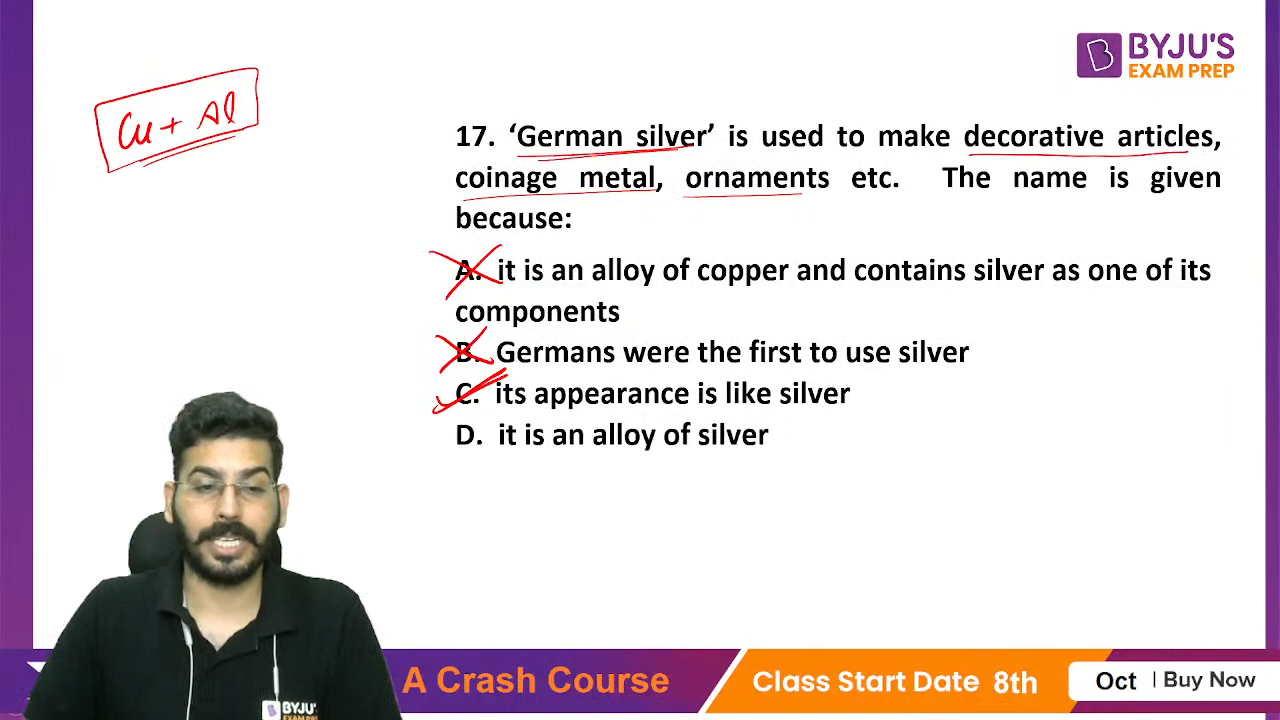 BYJU'S
EXAM PREP
Cu + Al
17. ‘German silver’ is used to make decorative articles,
coinage metal, ornaments etc. The name is given
because:
A. it is an alloy of copper and contains silver as one of its
components
B. Germans were the first to use silver
C. its appearance is like silver
D. it is an alloy of silver
BYJU'S
EXAM PREP
A Crash Course
Class Start Date 8th
Oct | Buy Now